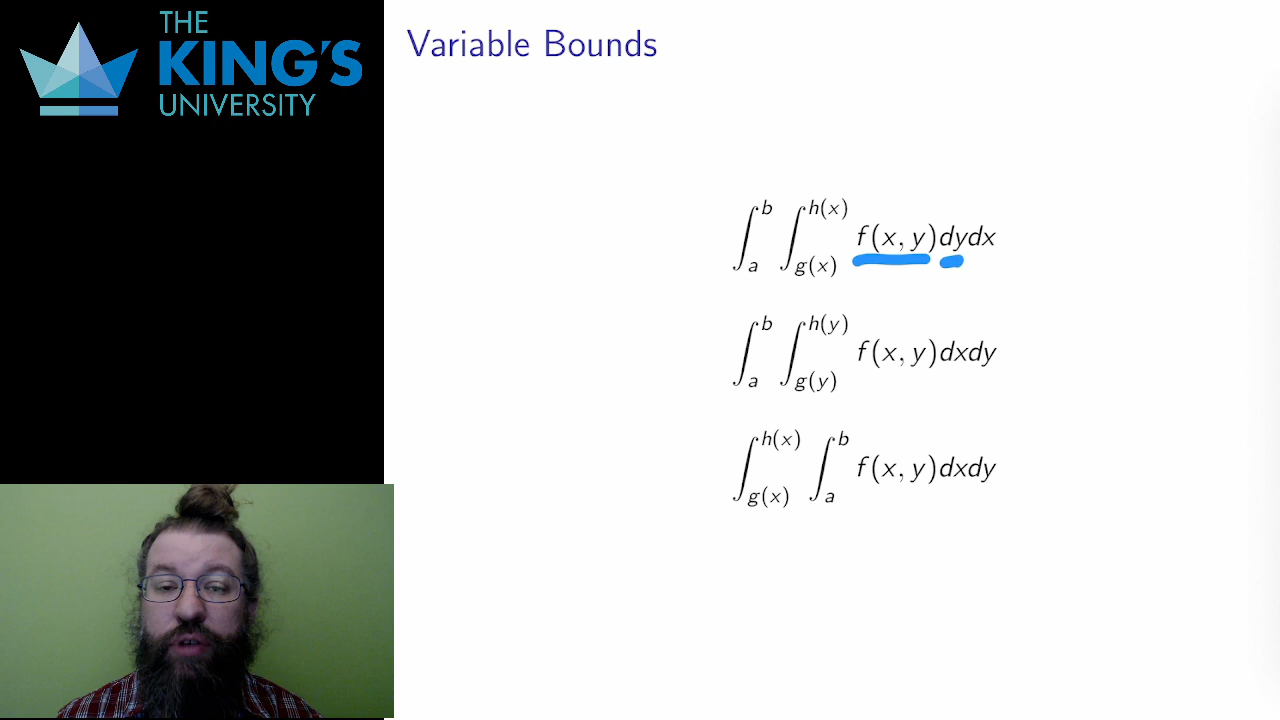 THE
KING'S
UNIVERSITY
Variable Bounds
∫_a^b ∫_{g(x)}^{h(x)} f(x, y)dydx
∫_a^b ∫_{g(y)}^{h(y)} f(x, y)dxdy
∫_{g(x)}^{h(x)} ∫_a^b f(x, y)dxdy